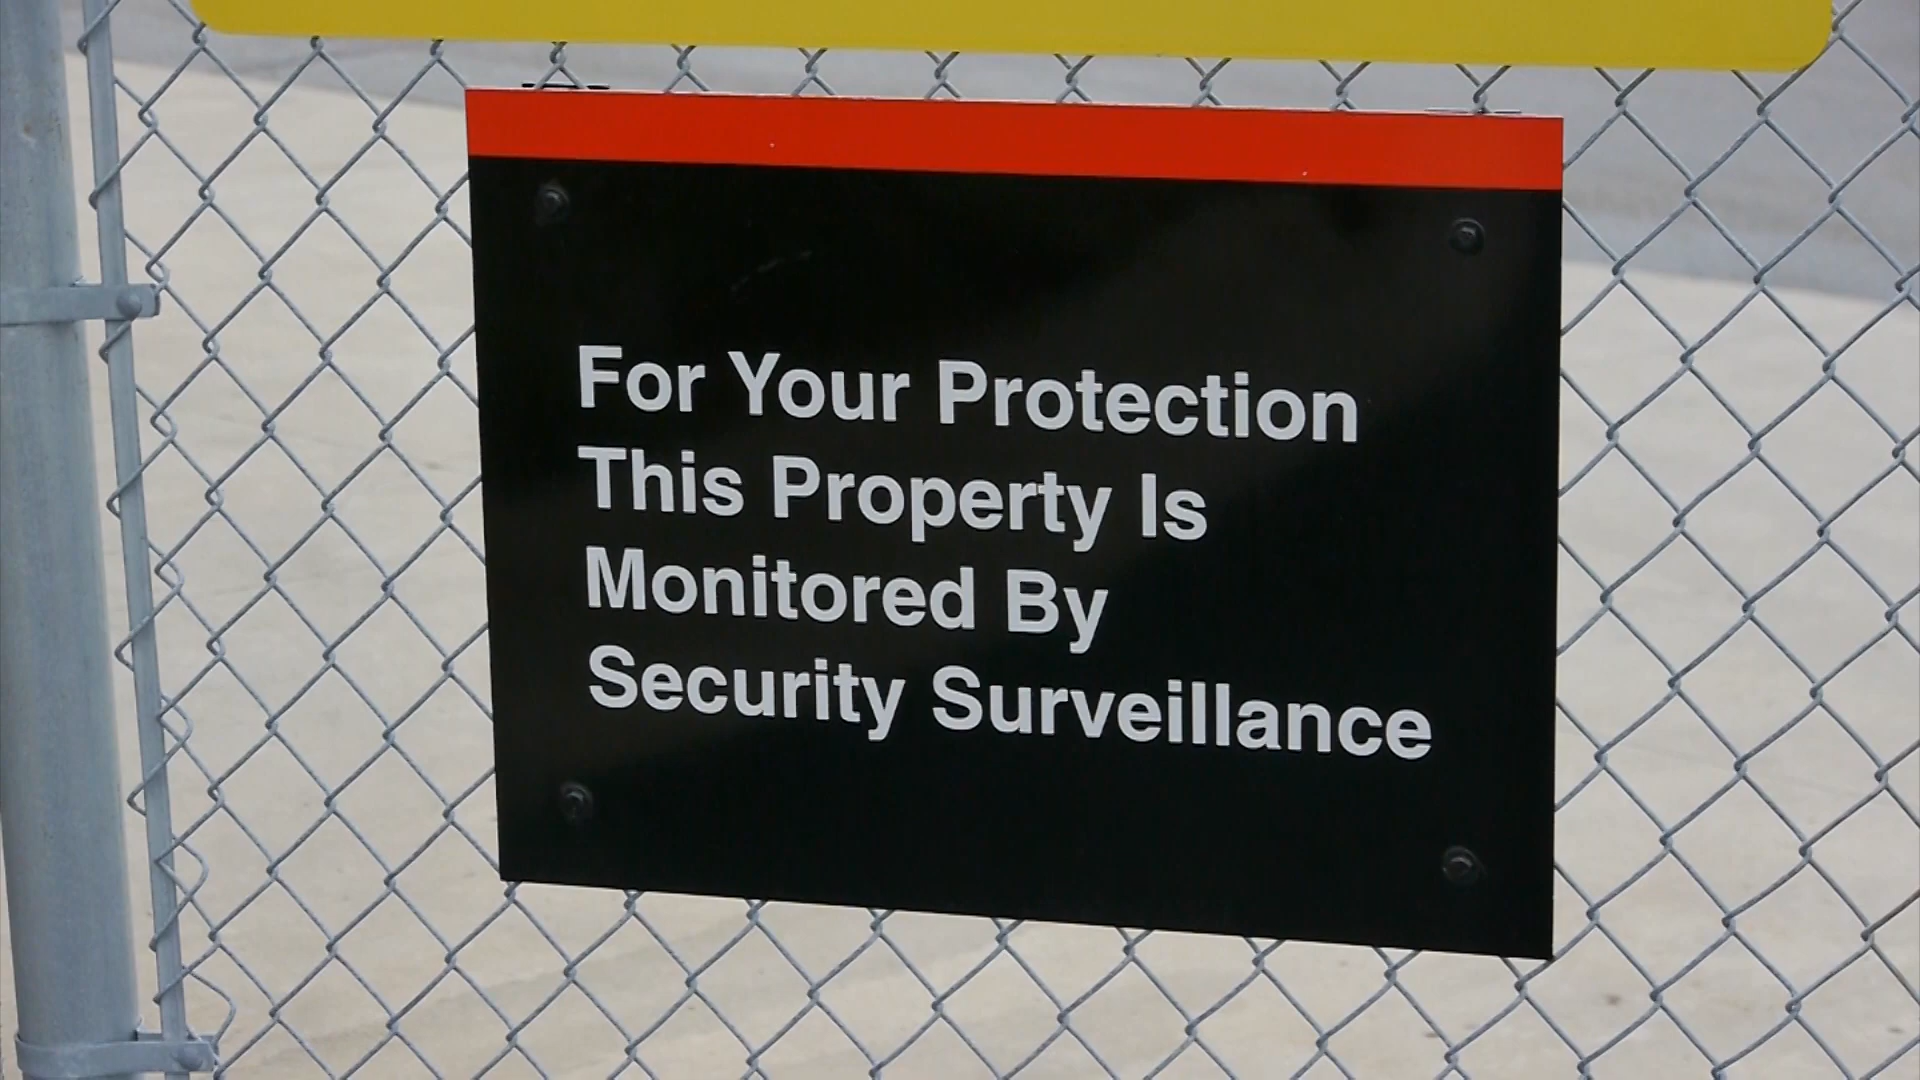 For Your Protection
This Property Is
Monitored By
Security Surveillance